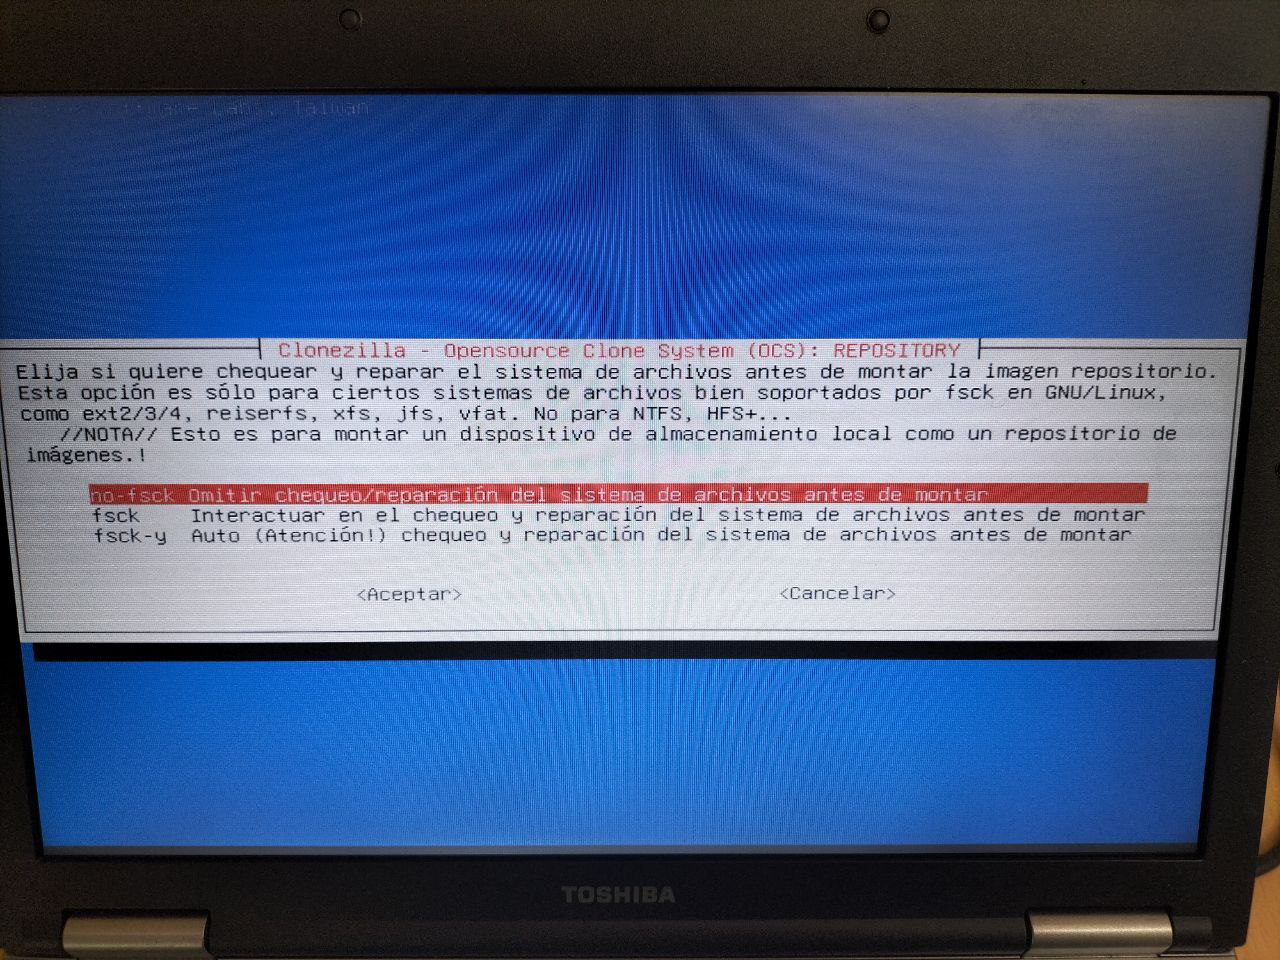 Taiwan
Clonezilla - Opensource Clone System (OCS): REPOSITORY
Elija si quiere chequear y reparar el sistema de archivos antes de montar la imagen repositorio.
Esta opción es sólo para ciertos sistemas de archivos bien soportados por fsck en GNU/Linux,
como ext2/3/4, reiserfs, xfs, jfs, vfat. No para NTFS, HFS+...
//NOTA// Esto es para montar un dispositivo de almacenamiento local como un repositorio de
imágenes.!
no-fsck Omitir chequeo/reparación del sistema de archivos antes de montar
fsck Interactuar en el chequeo y reparación del sistema de archivos antes de montar
fsck-y Auto (Atención!) chequeo y reparación del sistema de archivos antes de montar
<Aceptar> <Cancelar>
TOSHIBA